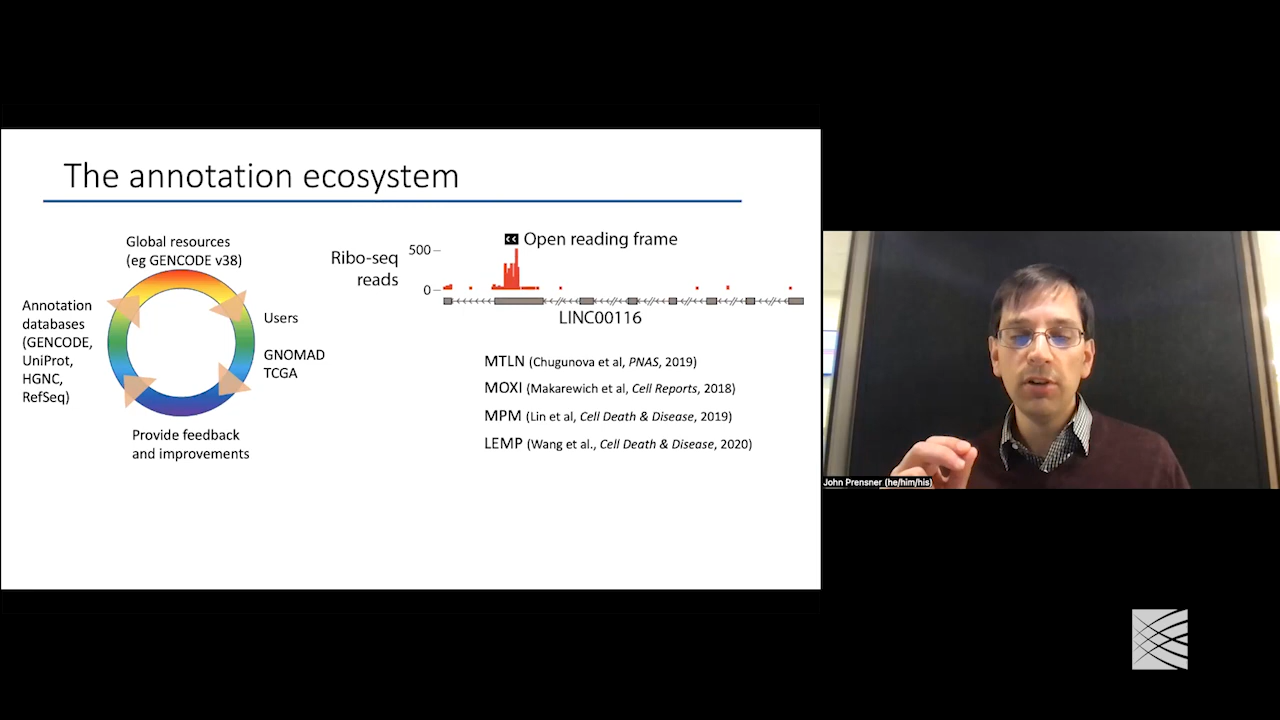 The annotation ecosystem
Global resources
(eg GENCODE v38)
Annotation
databases
(GENCODE,
UniProt,
HGNC,
RefSeq)
Users
GNOMAD
TCGA
Provide feedback
and improvements
Ribo-seq
reads
500
0
Open reading frame
LINC00116
MTLN (Chugunova et al, PNAS, 2019)
MOXI (Makarewich et al, Cell Reports, 2018)
MPM (Lin et al, Cell Death & Disease, 2019)
LEMP (Wang et al., Cell Death & Disease, 2020)
John Prensner (he/him/his)